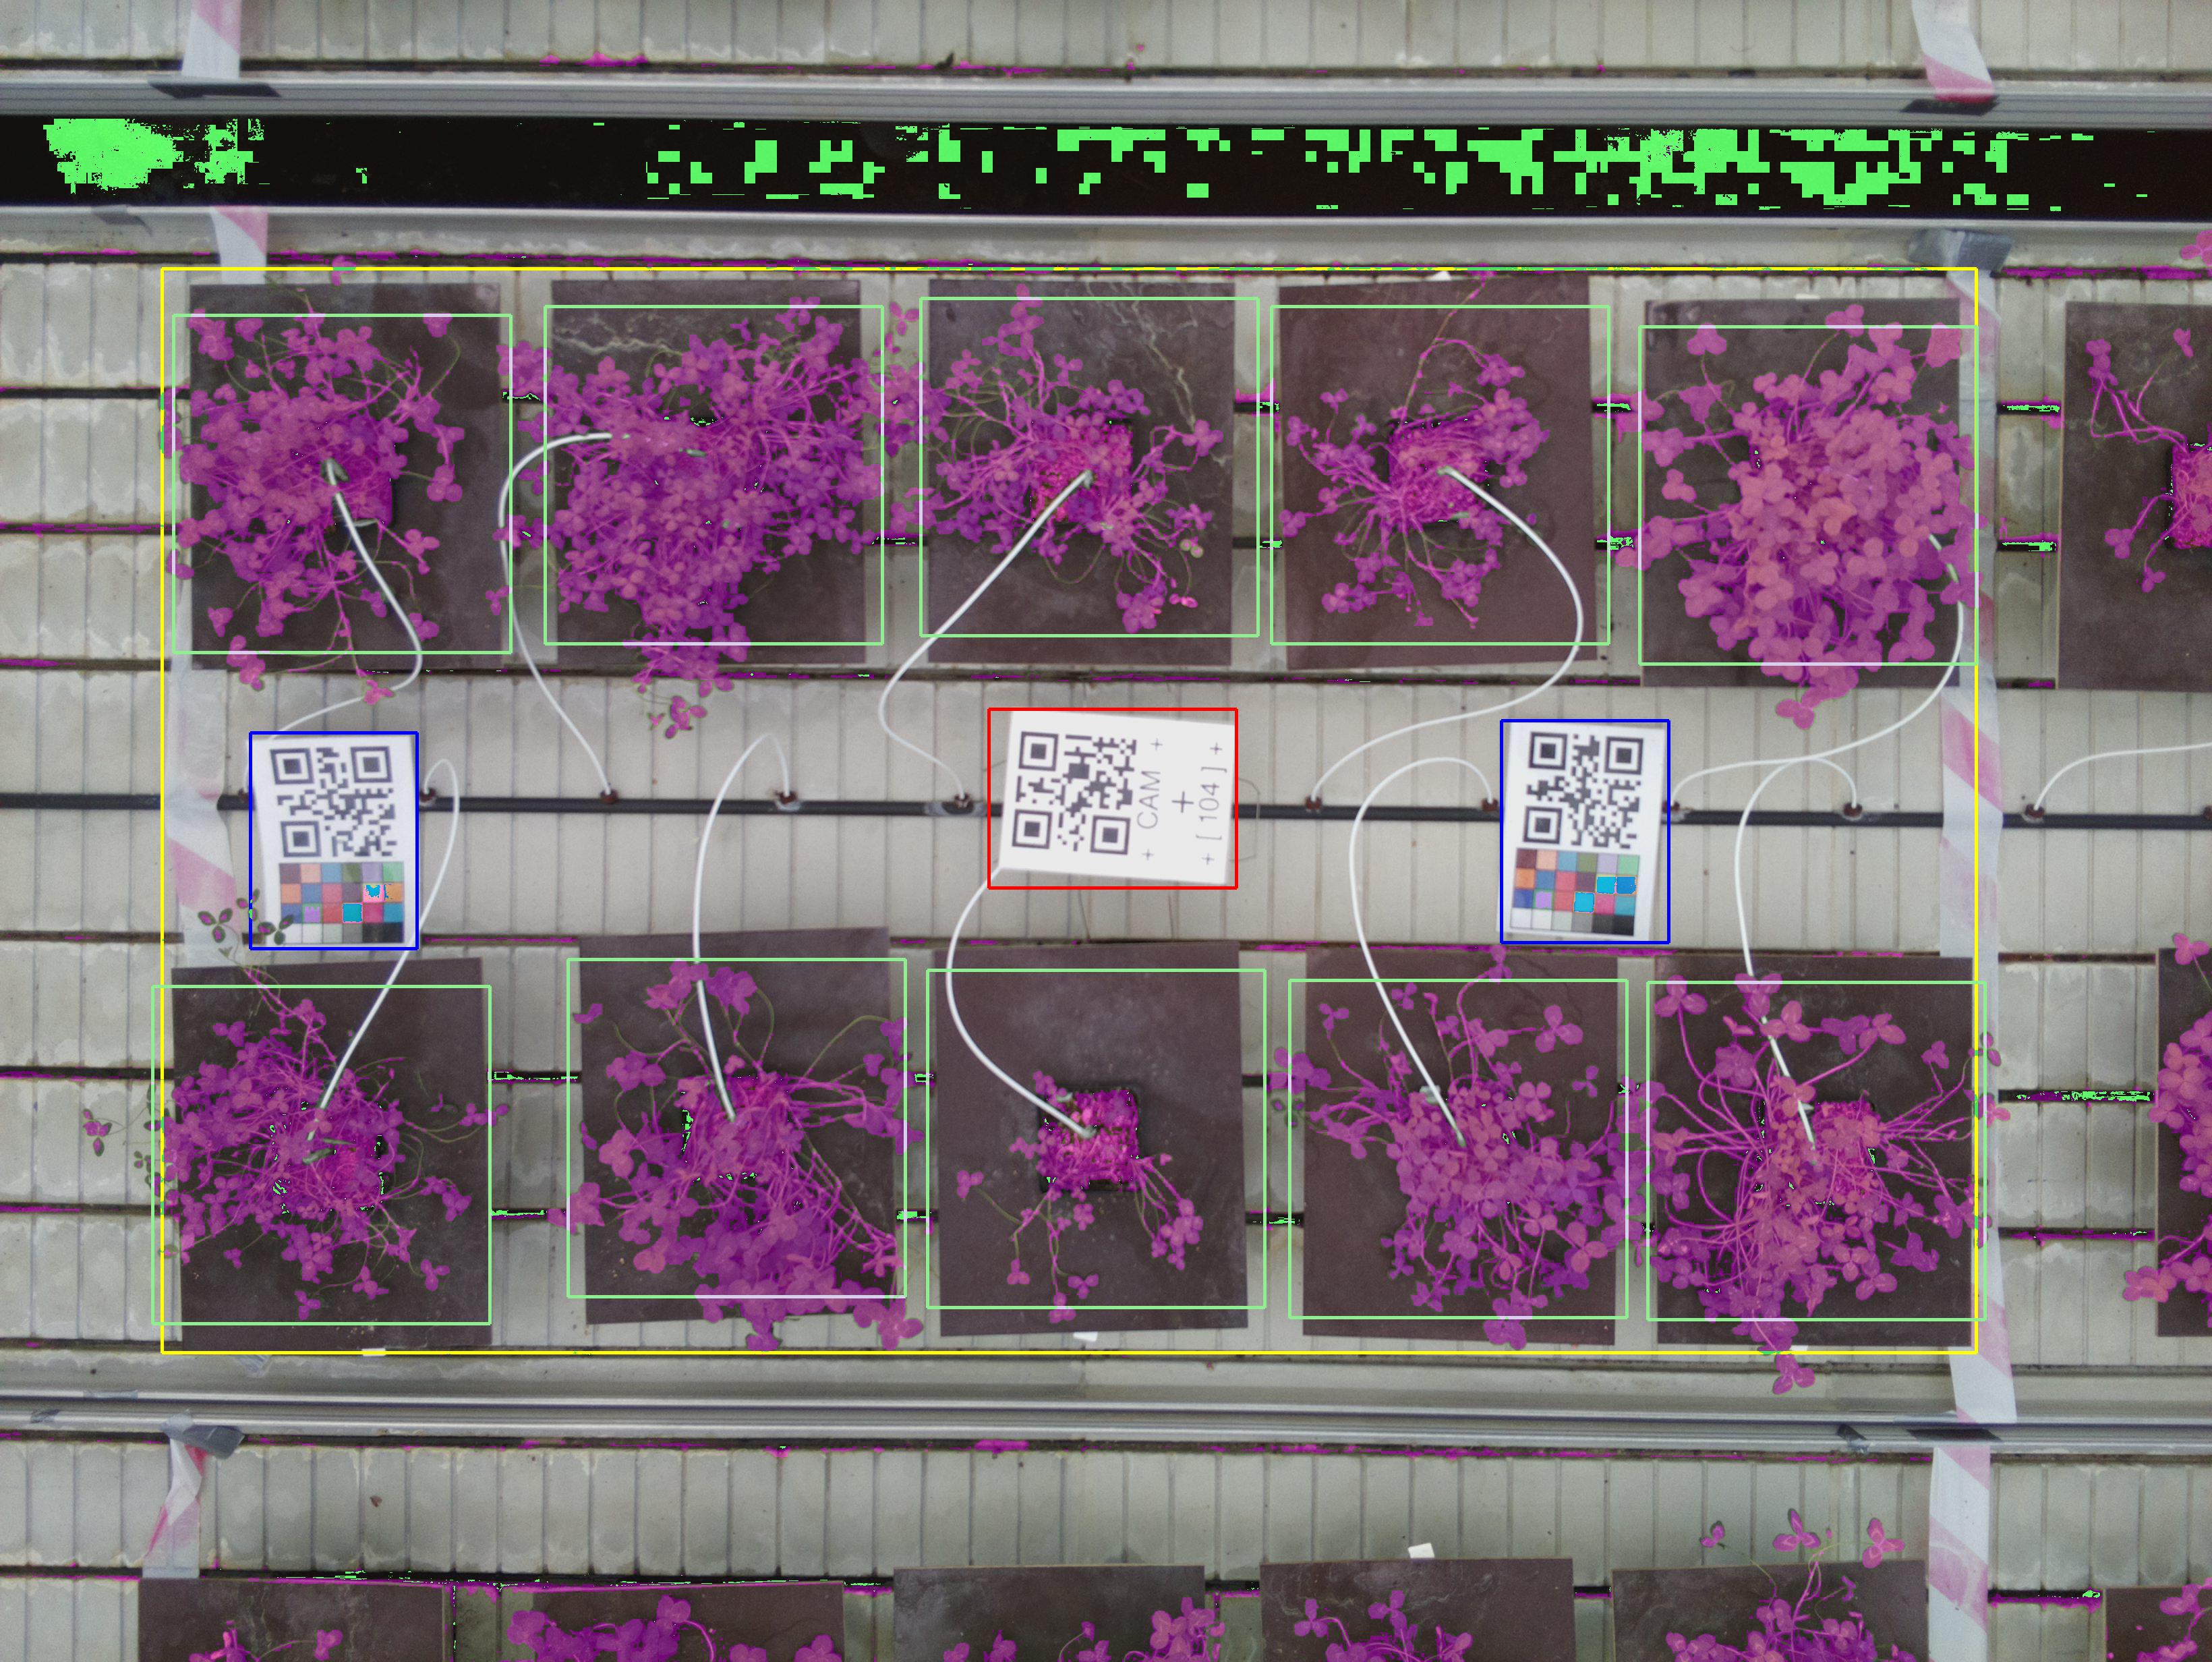 + CAM +
+
+ [ 104 ] +